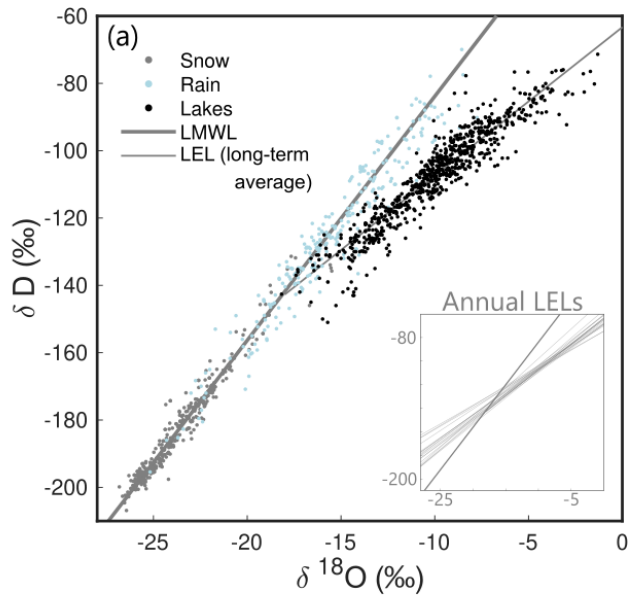 (a)
Snow
Rain
Lakes
LMWL
LEL (long-term
average)
-60
-80
-100
-120
-140
-160
-180
-200
δ D (‰)
-25
-20
-15
-10
-5
0
δ 18O (‰)
Annual LELs
-80
-200
-25
-5